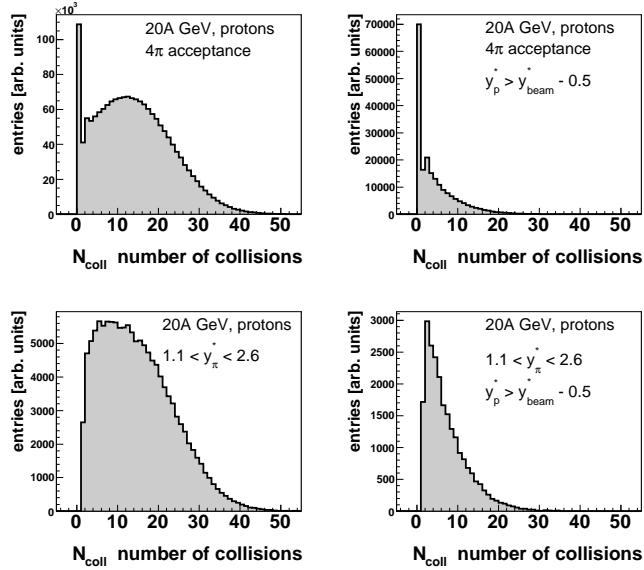 ×10³
20A GeV, protons
4π acceptance
entries [arb. units]
100
80
60
40
20
0
0 10 20 30 40 50
N_coll number of collisions
20A GeV, protons
4π acceptance
y*_p > y*_beam - 0.5
entries [arb. units]
70000
60000
50000
40000
30000
20000
10000
0
0 10 20 30 40 50
N_coll number of collisions
20A GeV, protons
1.1 < y*_π < 2.6
entries [arb. units]
5000
4000
3000
2000
1000
0
0 10 20 30 40 50
N_coll number of collisions
20A GeV, protons
1.1 < y*_π < 2.6
y*_p > y*_beam - 0.5
entries [arb. units]
3000
2500
2000
1500
1000
500
0
0 10 20 30 40 50
N_coll number of collisions